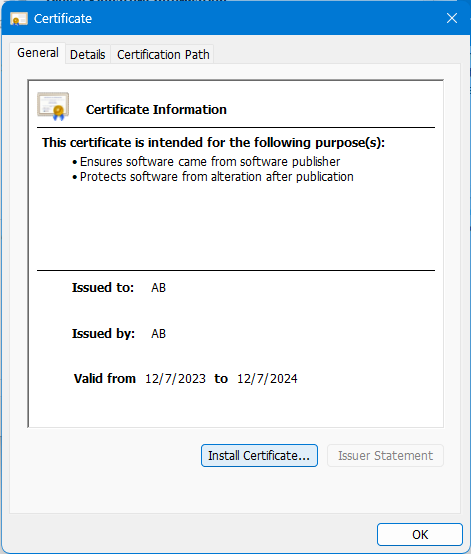 Certificate
General Details Certification Path
Certificate Information
This certificate is intended for the following purpose(s):
• Ensures software came from software publisher
• Protects software from alteration after publication
Issued to: AB
Issued by: AB
Valid from 12/7/2023 to 12/7/2024
Install Certificate... Issuer Statement
OK